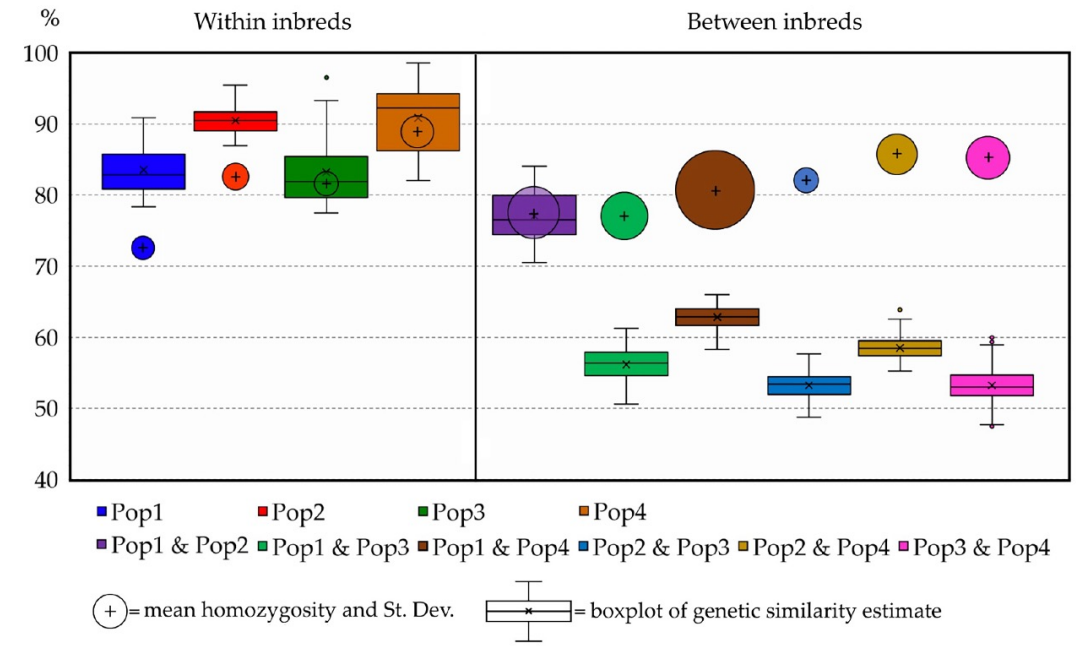 % Within inbreds Between inbreds
100
90
80
70
60
50
40
Pop1 Pop2 Pop3 Pop4
Pop1 & Pop2 Pop1 & Pop3 Pop1 & Pop4 Pop2 & Pop3 Pop2 & Pop4 Pop3 & Pop4
= mean homozygosity and St. Dev. = boxplot of genetic similarity estimate